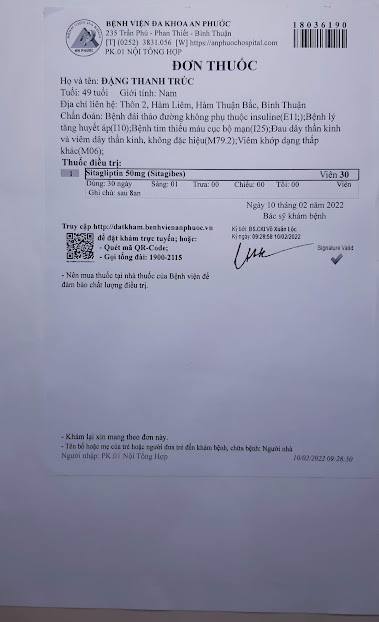 BỆNH VIỆN ĐA KHOA AN PHƯỚC
235 Trần Phú - Phan Thiết - Bình Thuận
[T] (0252) 3831.056 [W] https://anphuochospital.com
PK.01 NỘI TỔNG HỢP
18036190
AN PHƯỚC
ĐƠN THUỐC
Họ và tên: ĐẶNG THANH TRÚC
Tuổi: 49 tuổi Giới tính: Nam
Địa chỉ liên hệ: Thôn 2, Hàm Liêm, Hàm Thuận Bắc, Bình Thuận
Chẩn đoán: Bệnh đái tháo đường không phụ thuộc insuline(E11;);Bệnh lý
tăng huyết áp(I10);Bệnh tim thiếu máu cục bộ mạn(I25);Đau dây thần kinh
và viêm dây thần kinh, không đặc hiệu(M79.2);Viêm khớp dạng thấp
khác(M06);
Thuốc điều trị:
1 Sitagliptin 50mg (Sitagibes) Viên 30
Dùng: 30 ngày Sáng: 01 Trưa: 00 Chiều: 00 Tối: 00 Viên
Ghi chú: sau 8an
Ngày 10 tháng 02 năm 2022
Bác sỹ khám bệnh
Truy cập http://datkham.benhvienanphuoc.vn
để đặt khám trực tuyến; hoặc:
- Quét mã QR-Code;
- Gọi tổng đài: 1900-2115
Ký bởi: BS.CKI Võ Xuân Lộc
Ký ngày: 09:28:58 10/02/2022
Signature Valid
- Nên mua thuốc tại nhà thuốc của Bệnh viện để
đảm bảo chất lượng điều trị.
- Khám lại xin mang theo đơn này.
- Tên bố hoặc mẹ của trẻ hoặc người đưa trẻ đến khám bệnh, chữa bệnh: Người nhà
Người nhập: PK.01 Nội Tổng Hợp
10/02/2022 09:28:30